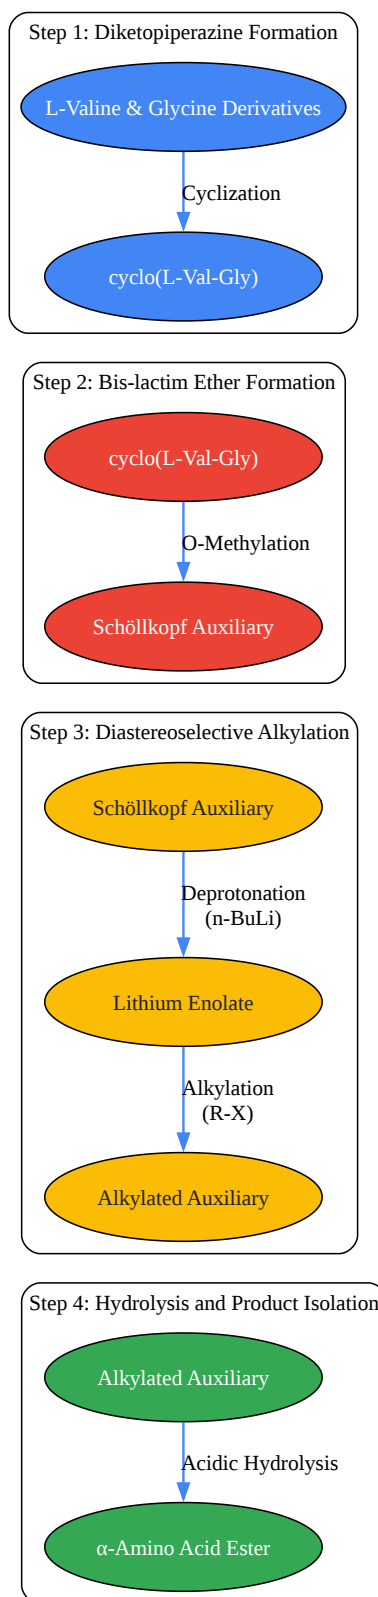 Step 1: Diketopiperazine Formation
L-Valine & Glycine Derivatives
Cyclization
cyclo(L-Val-Gly)
Step 2: Bis-lactim Ether Formation
cyclo(L-Val-Gly)
O-Methylation
Schöllkopf Auxiliary
Step 3: Diastereoselective Alkylation
Schöllkopf Auxiliary
Deprotonation
(n-BuLi)
Lithium Enolate
Alkylation
(R-X)
Alkylated Auxiliary
Step 4: Hydrolysis and Product Isolation
Alkylated Auxiliary
Acidic Hydrolysis
α-Amino Acid Ester